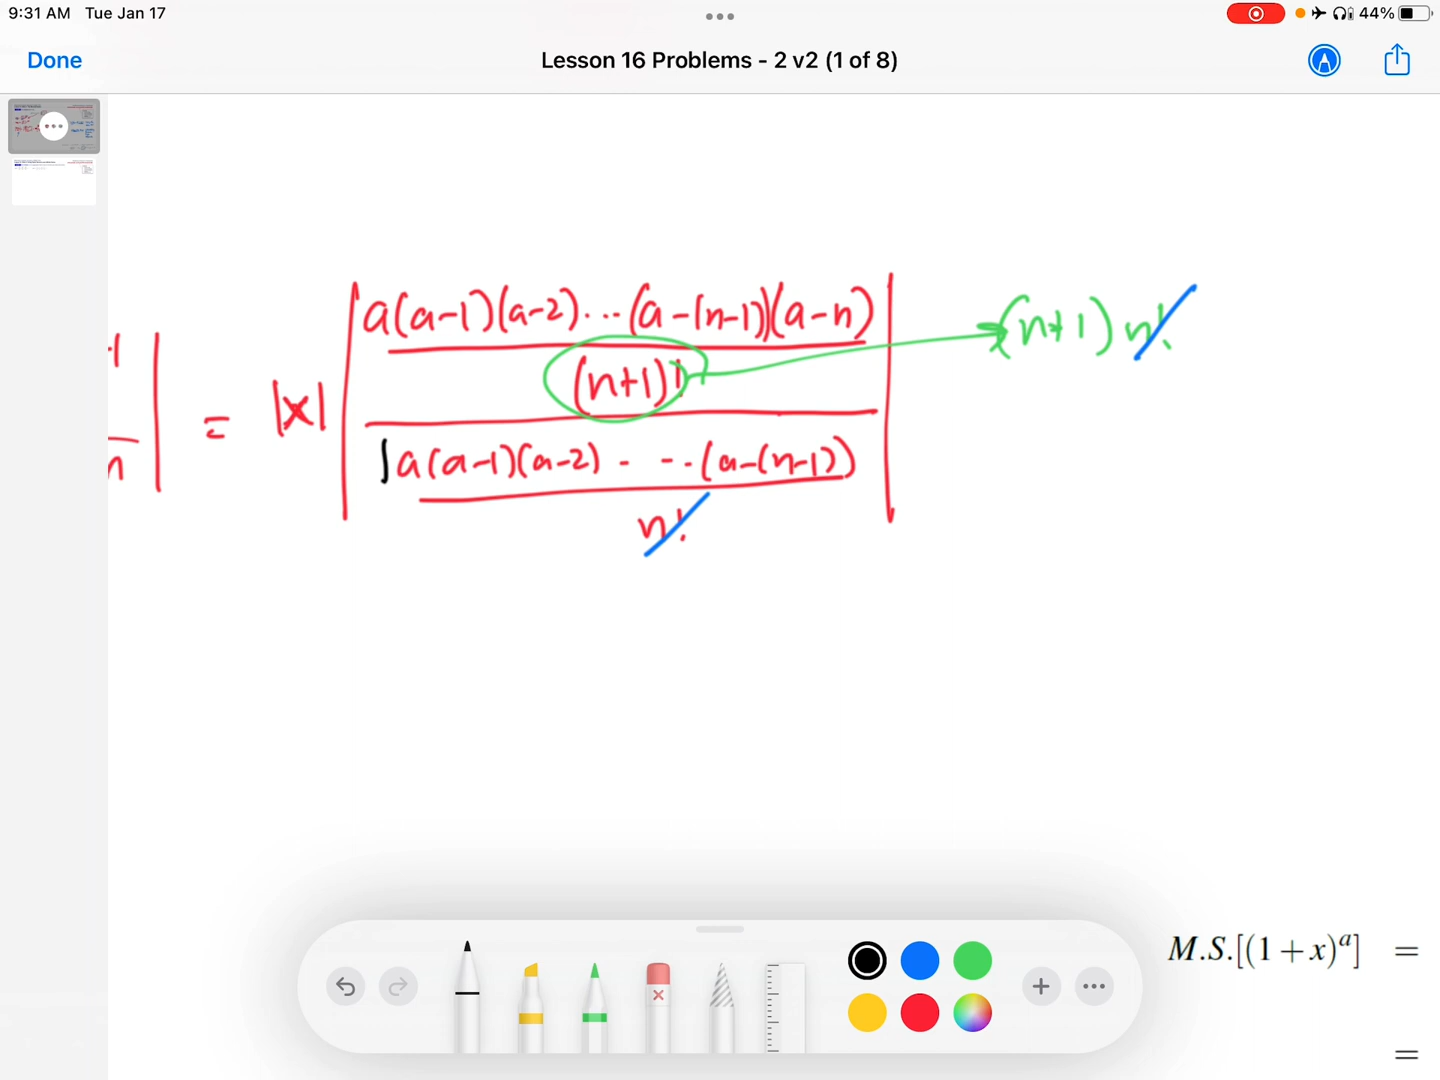 9:31 AM Tue Jan 17
44%
Done
Lesson 16 Problems - 2 v2 (1 of 8)
= |x| | a(a-1)(a-2)...(a-(n-1))(a-n)
(n+1)!
a(a-1)(a-2) - -..(a-(n-1))
n! |
(n+1) n!
M.S.[(1+x)^a] =
=